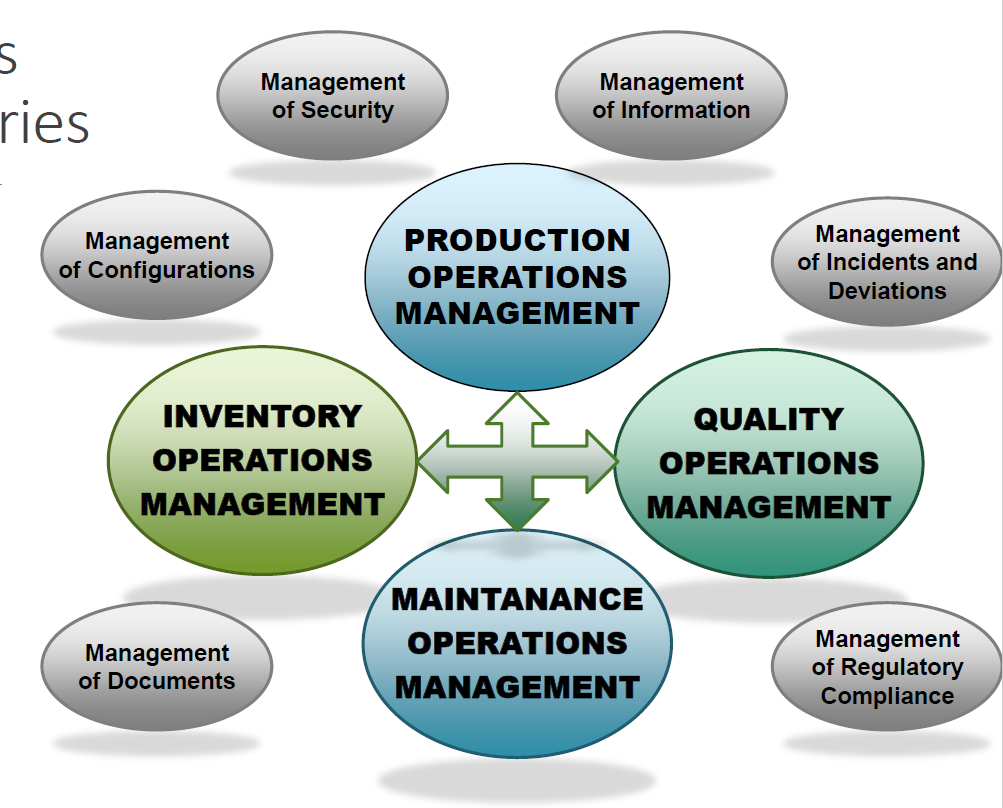 s
ries
Management
of Security
Management
of Information
Management
of Configurations
PRODUCTION
OPERATIONS
MANAGEMENT
Management
of Incidents and
Deviations
INVENTORY
OPERATIONS
MANAGEMENT
QUALITY
OPERATIONS
MANAGEMENT
MAINTANANCE
OPERATIONS
MANAGEMENT
Management
of Documents
Management
of Regulatory
Compliance